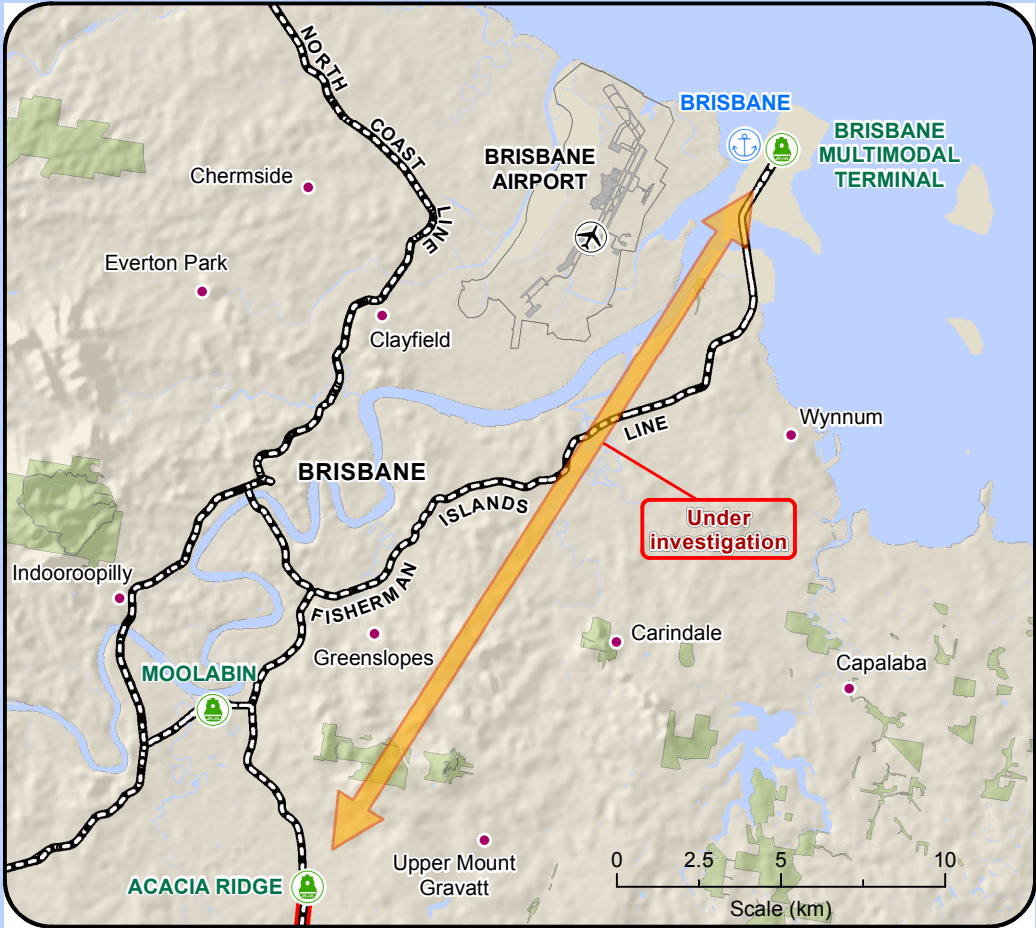 NORTH
COAST
LINE
BRISBANE
BRISBANE
MULTIMODAL
TERMINAL
BRISBANE
AIRPORT
Chermside
Everton Park
Clayfield
Wynnum
LINE
BRISBANE
ISLANDS
Under
investigation
Indooroopilly
FISHERMAN
Greenslopes
Carindale
Capalaba
MOOLABIN
Upper Mount
Gravatt
ACACIA RIDGE
0 2.5 5 10
Scale (km)